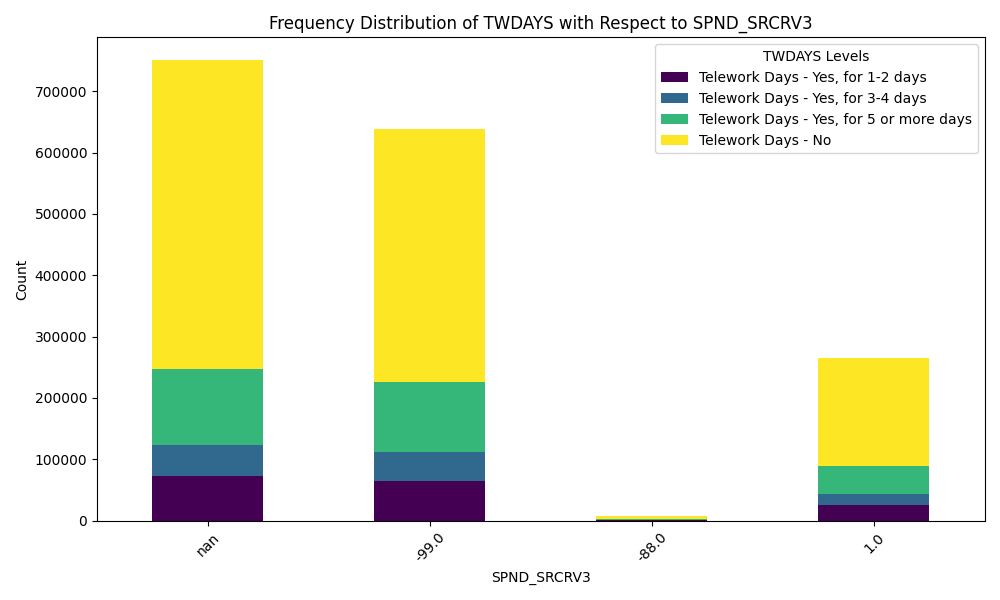 Frequency Distribution of TWDAYS with Respect to SPND_SRCRV3
TWDAYS Levels
Telework Days - Yes, for 1-2 days
Telework Days - Yes, for 3-4 days
Telework Days - Yes, for 5 or more days
Telework Days - No
Count
700000
600000
500000
400000
300000
200000
100000
0
nan
-99.0
-88.0
1.0
SPND_SRCRV3